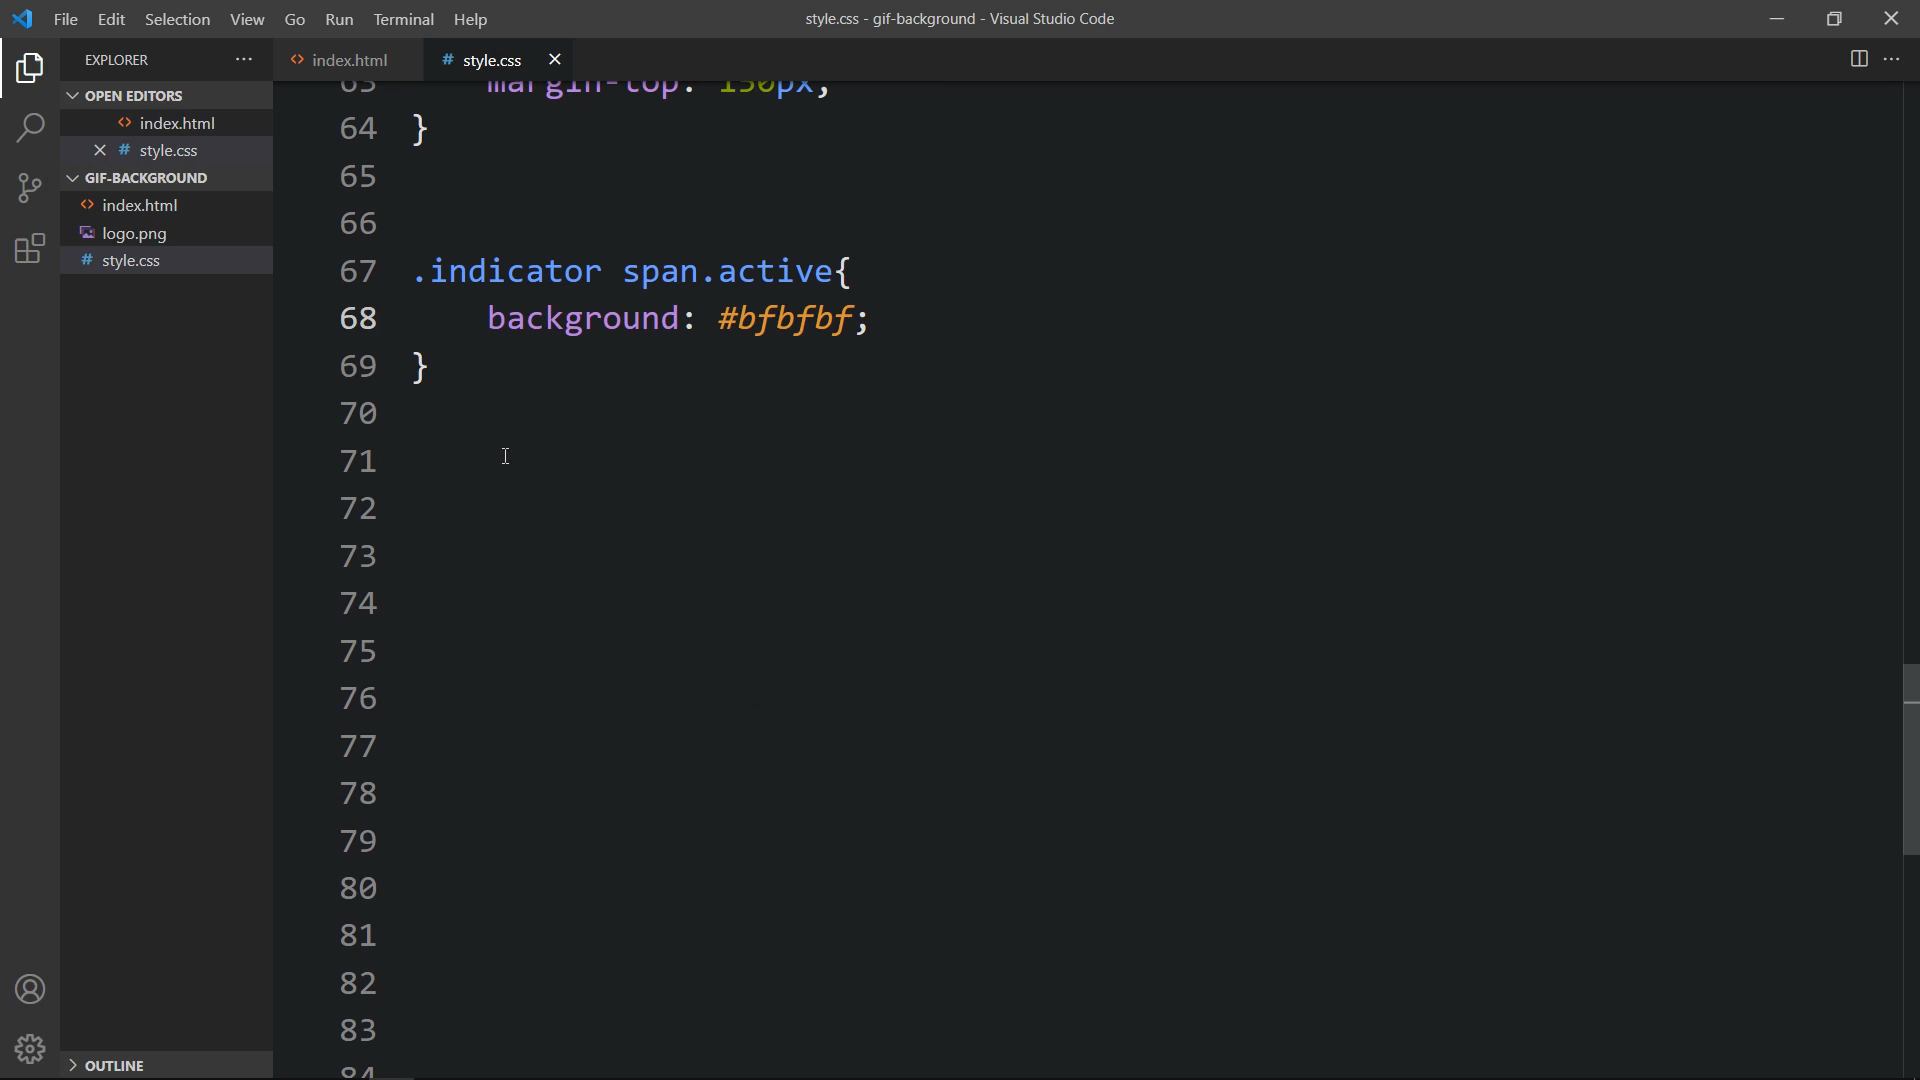 File Edit Selection View Go Run Terminal Help
style.css - gif-background - Visual Studio Code
EXPLORER
index.html
# style.css
OPEN EDITORS
index.html
# style.css
GIF-BACKGROUND
index.html
logo.png
# style.css
OUTLINE
63 margin-top: 150px;
64 }
65
66
67 .indicator span.active{
68 background: #bfbfbf;
69 }
70
71
72
73
74
75
76
77
78
79
80
81
82
83
84